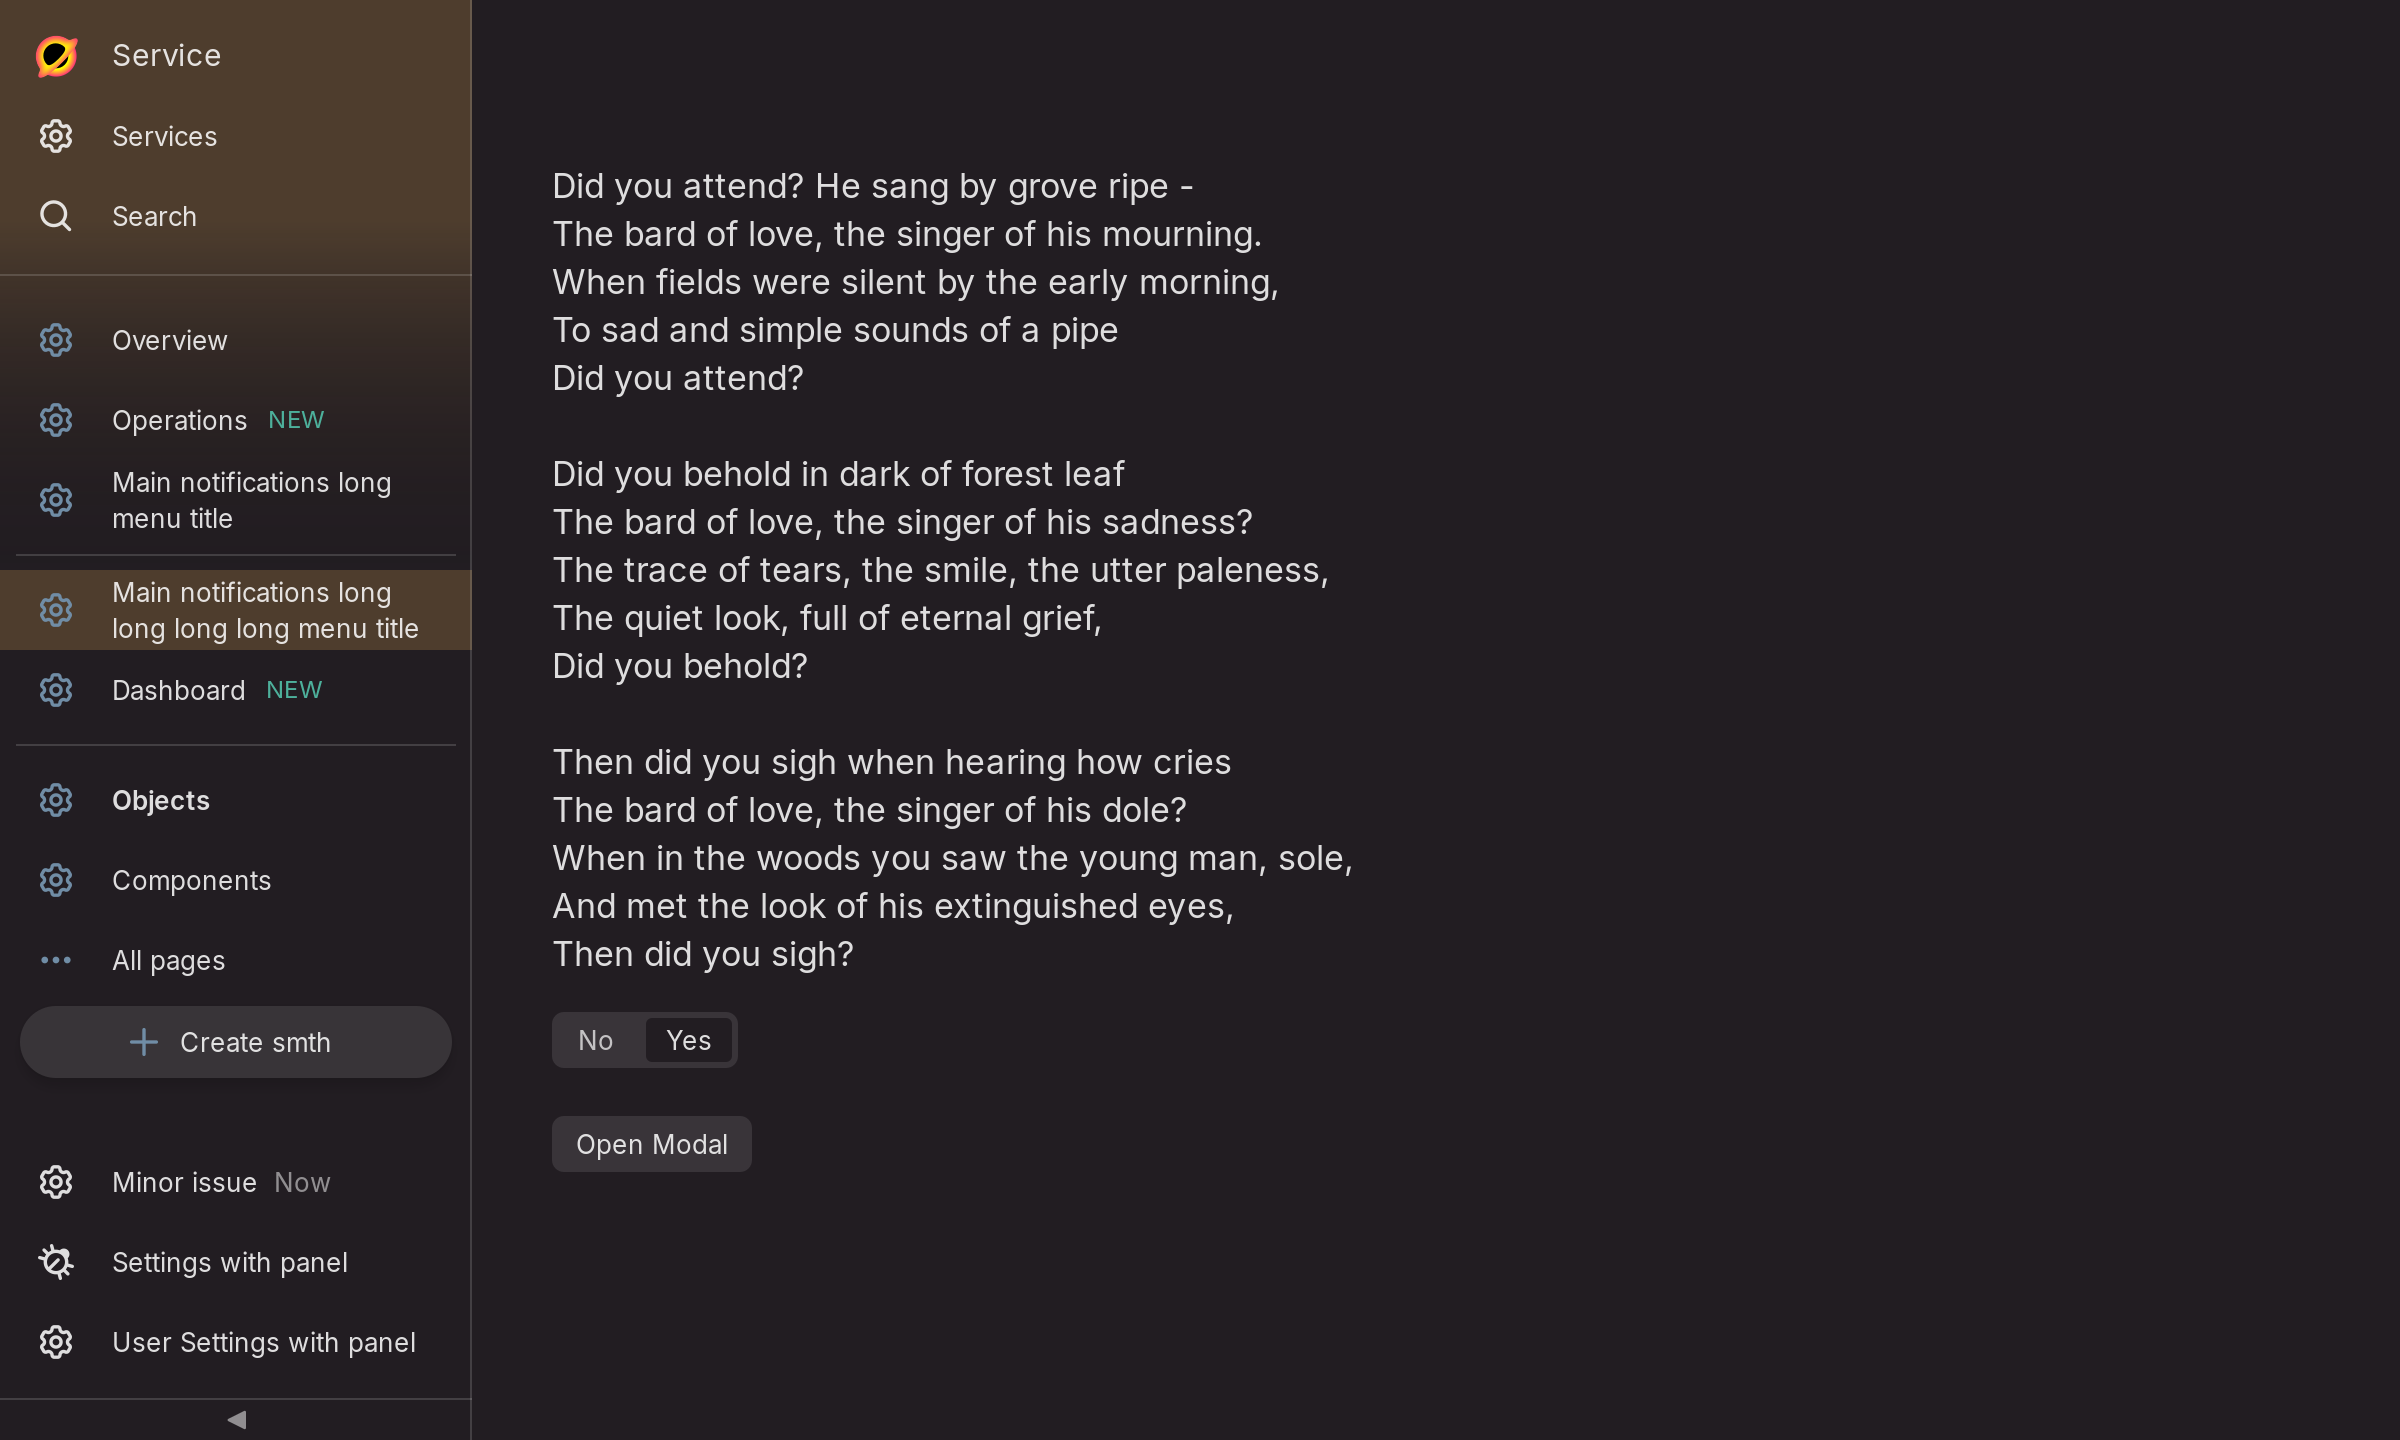 Service
Services
Search
Overview
Operations NEW
Main notifications long
menu title
Main notifications long
long long long menu title
Dashboard NEW
Objects
Components
All pages
Create smth
Minor issue Now
Settings with panel
User Settings with panel
Did you attend? He sang by grove ripe -
The bard of love, the singer of his mourning.
When fields were silent by the early morning,
To sad and simple sounds of a pipe
Did you attend?
Did you behold in dark of forest leaf
The bard of love, the singer of his sadness?
The trace of tears, the smile, the utter paleness,
The quiet look, full of eternal grief,
Did you behold?
Then did you sigh when hearing how cries
The bard of love, the singer of his dole?
When in the woods you saw the young man, sole,
And met the look of his extinguished eyes,
Then did you sigh?
No Yes
Open Modal